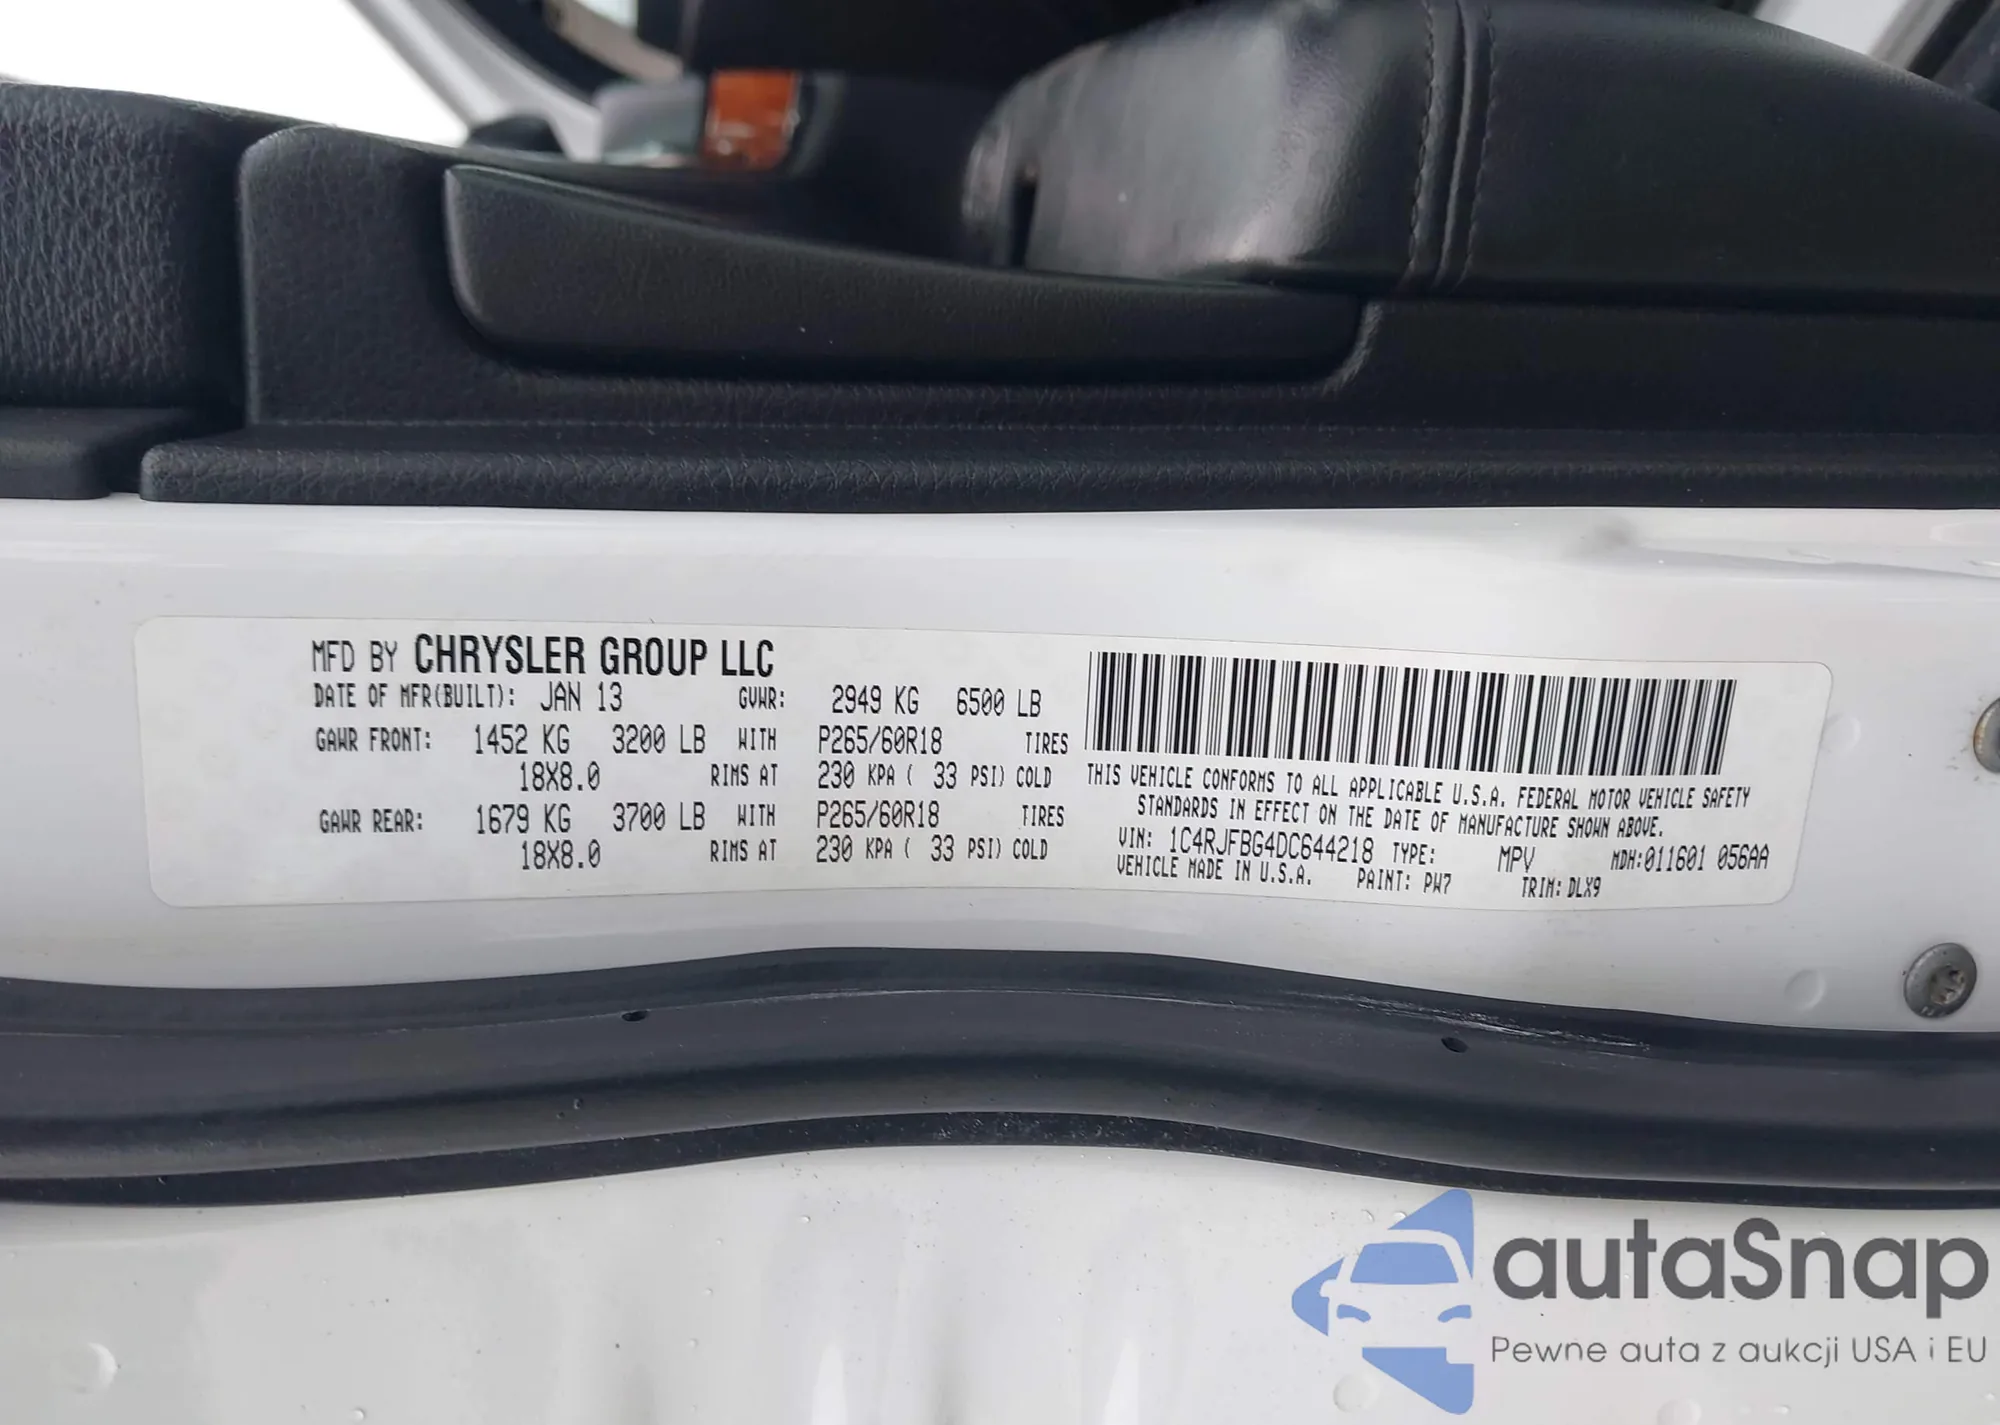 MFD BY CHRYSLER GROUP LLC
DATE OF MFR(BUILT): JAN 13 GVWR: 2949 KG 6500 LB
GAWR FRONT: 1452 KG 3200 LB WITH P265/60R18 TIRES
18X8.0 RIMS AT 230 KPA ( 33 PSI) COLD
GAWR REAR: 1679 KG 3700 LB WITH P265/60R18 TIRES
18X8.0 RIMS AT 230 KPA ( 33 PSI) COLD
THIS VEHICLE CONFORMS TO ALL APPLICABLE U.S.A. FEDERAL MOTOR VEHICLE SAFETY
STANDARDS IN EFFECT ON THE DATE OF MANUFACTURE SHOWN ABOVE.
VIN: 1C4RJFBG4DC644218 TYPE: MPV MDH:011601 056AA
VEHICLE MADE IN U.S.A. PAINT: PW7 TRIM: DLX9
autaSnap
Pewne auta z aukcji USA i EU